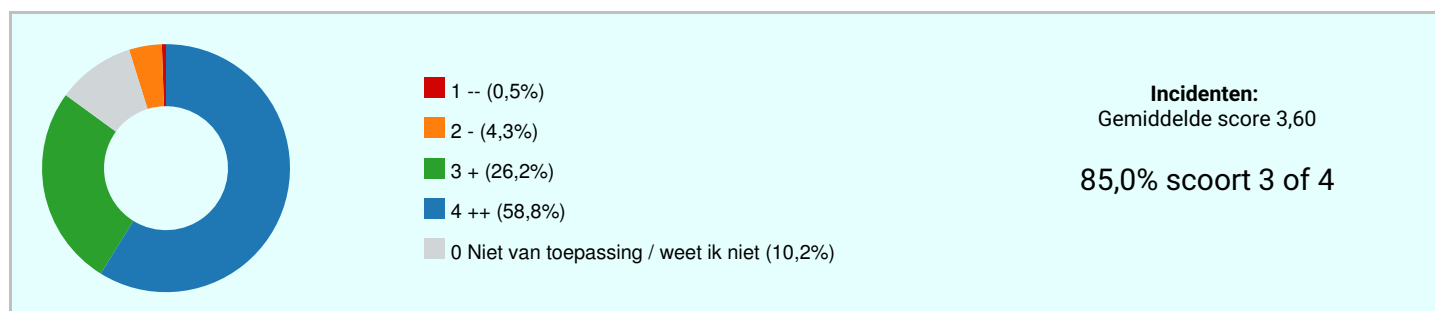 1 -- (0,5%)
2 - (4,3%)
3 + (26,2%)
4 ++ (58,8%)
0 Niet van toepassing / weet ik niet (10,2%)
Incidenten:
Gemiddelde score 3,60
85,0% scoort 3 of 4